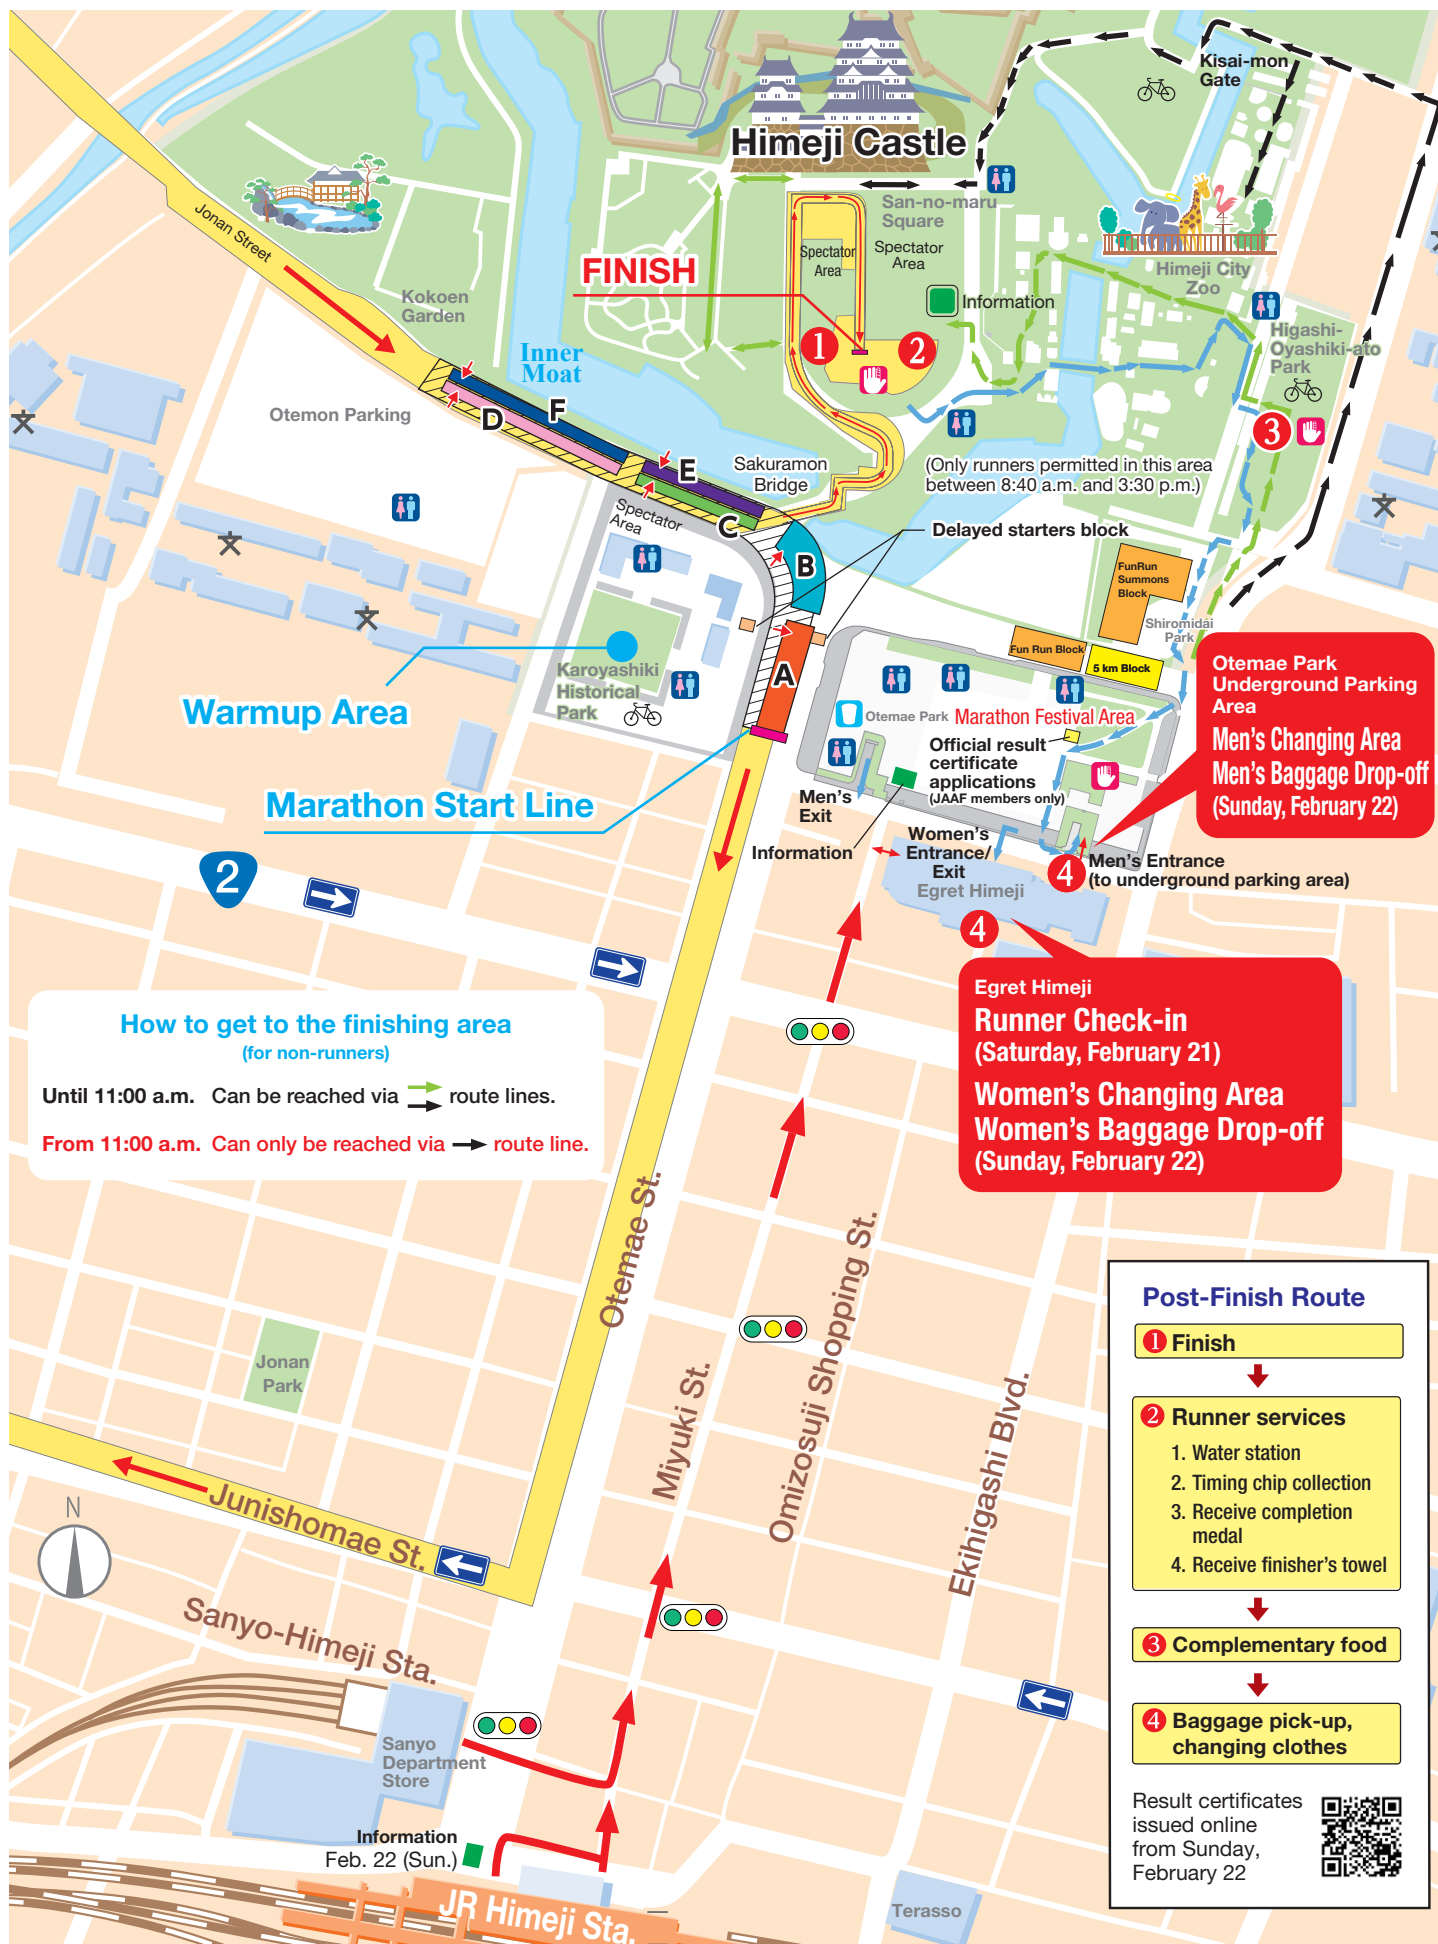 Kisai-mon
Gate
Himeji Castle
San-no-maru
Square
Jonan Street
Spectator
Area
Spectator
Area
FINISH
Himeji City
Zoo
Kokoen
Garden
Information
Higashi-
Oyashiki-ato
Park
Inner
Moat
1
2
Otemon Parking
D
F
3
E
Sakuramon
Bridge
(Only runners permitted in this area
between 8:40 a.m. and 3:30 p.m.)
Spectator
Area
C
Delayed starters block
B
FunRun
Summons
Block
Shiromidai
Park
Fun Run Block
5 km Block
Karoyashiki
Historical
Park
A
Warmup Area
Otemae Park
Marathon Festival Area
Official result
certificate
applications
(JAAF members only)
Otemae Park
Underground Parking
Area
Men's Changing Area
Men's Baggage Drop-off
(Sunday, February 22)
Marathon Start Line
Men's
Exit
Information
Women's
Entrance/
Exit
Egret Himeji
4
Men's Entrance
(to underground parking area)
2
4
Egret Himeji
Runner Check-in
(Saturday, February 21)
Women's Changing Area
Women's Baggage Drop-off
(Sunday, February 22)
How to get to the finishing area
(for non-runners)
Until 11:00 a.m. Can be reached via route lines.
From 11:00 a.m. Can only be reached via route line.
Otemae St.
Miyuki St.
Omizosuji Shopping St.
Ekihigashi Blvd.
Jonan
Park
Junishomae St.
N
Sanyo-Himeji Sta.
Sanyo
Department
Store
Information
Feb. 22 (Sun.)
JR Himeji Sta.
Terasso
Post-Finish Route
1 Finish
2 Runner services
1. Water station
2. Timing chip collection
3. Receive completion
medal
4. Receive finisher's towel
3 Complementary food
4 Baggage pick-up,
changing clothes
Result certificates
issued online
from Sunday,
February 22